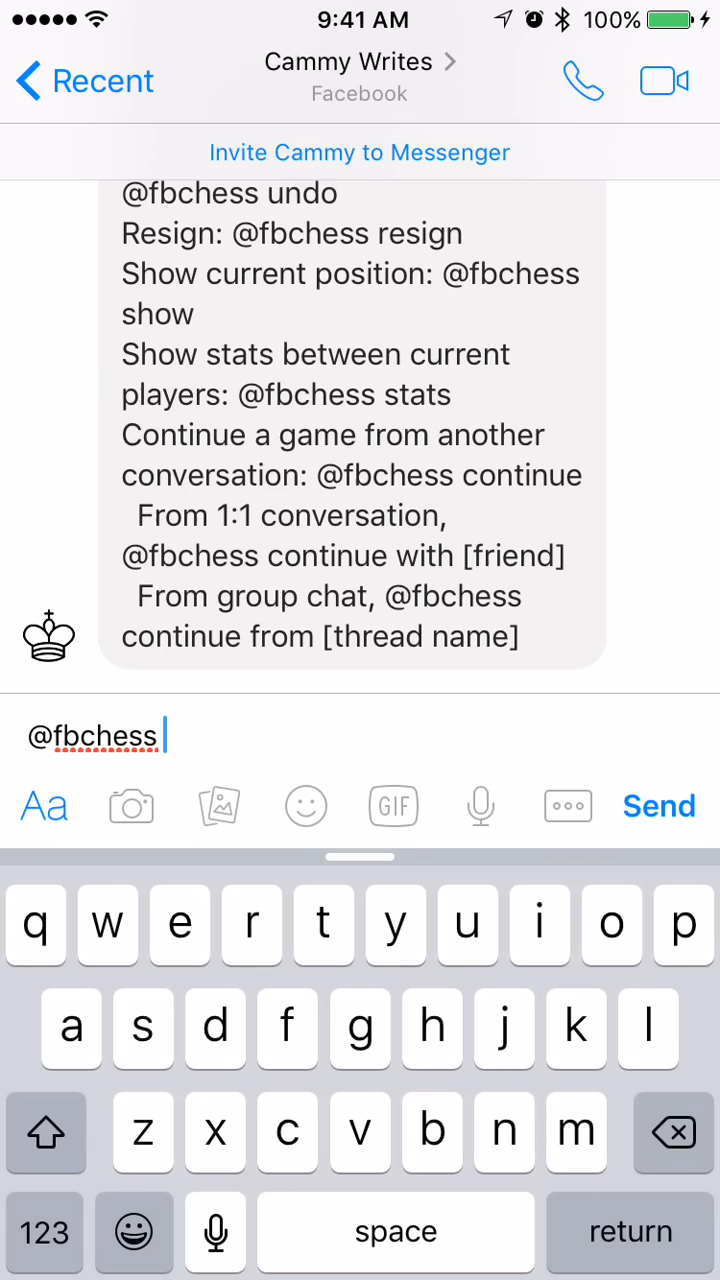 9:41 AM 100%
Recent
Cammy Writes
Facebook
Invite Cammy to Messenger
@fbchess undo
Resign: @fbchess resign
Show current position: @fbchess
show
Show stats between current
players: @fbchess stats
Continue a game from another
conversation: @fbchess continue
From 1:1 conversation,
@fbchess continue with [friend]
From group chat, @fbchess
continue from [thread name]
@fbchess
Aa GIF Send
q w e r t y u i o p
a s d f g h j k l
z x c v b n m
123 space return